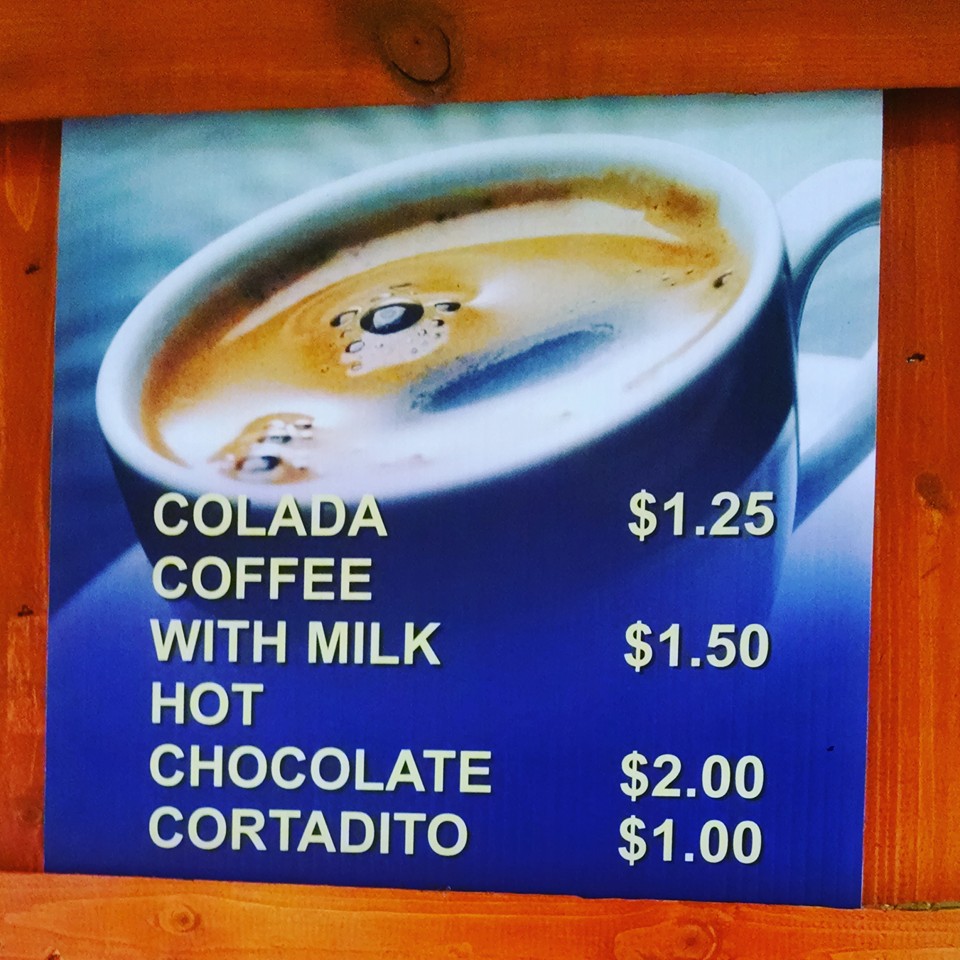 COLADA $1.25
COFFEE
WITH MILK $1.50
HOT
CHOCOLATE $2.00
CORTADITO $1.00